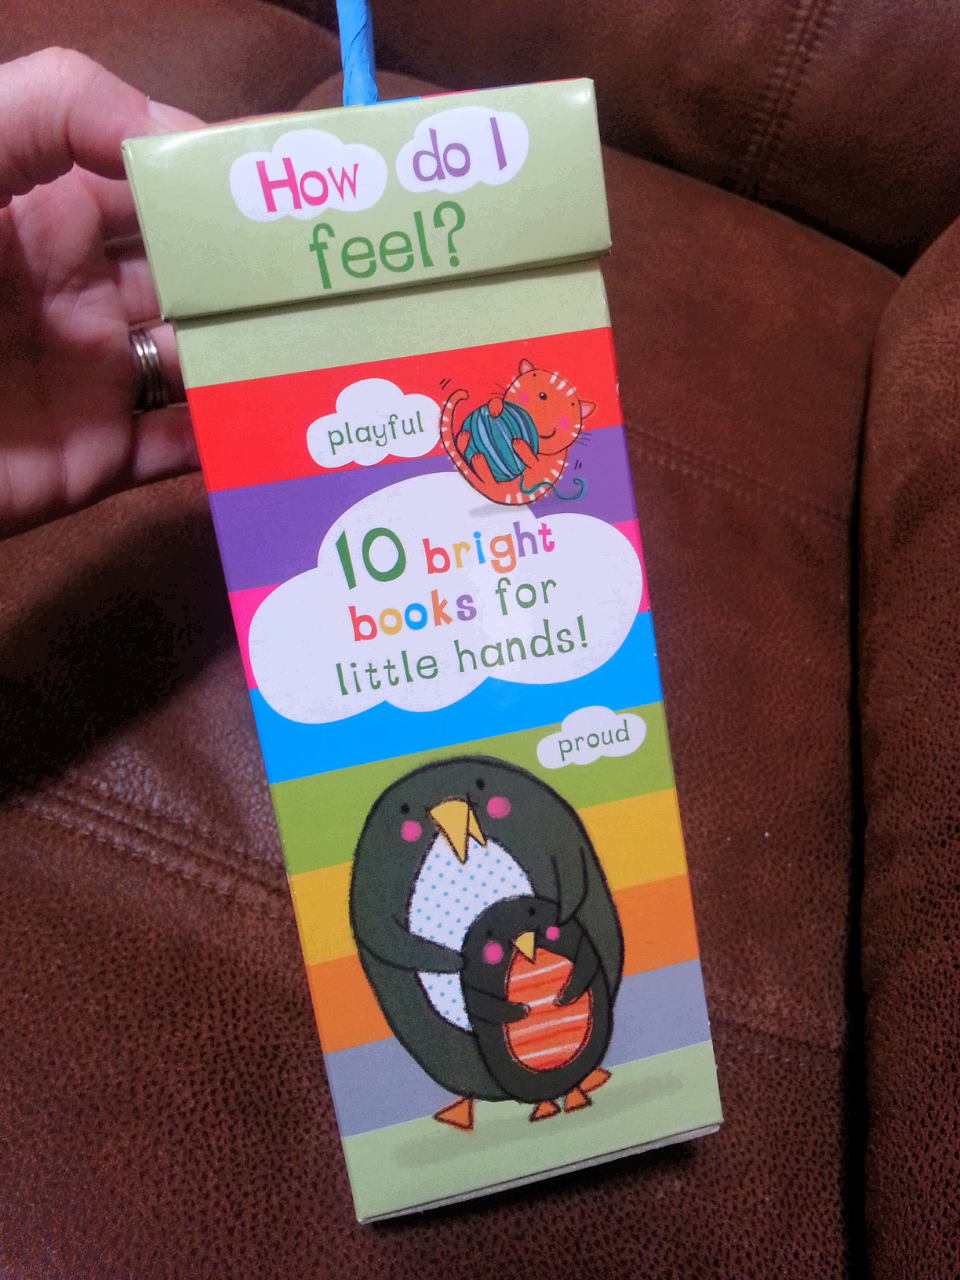 How do I
feel?
playful
10 bright
books for
little hands!
proud